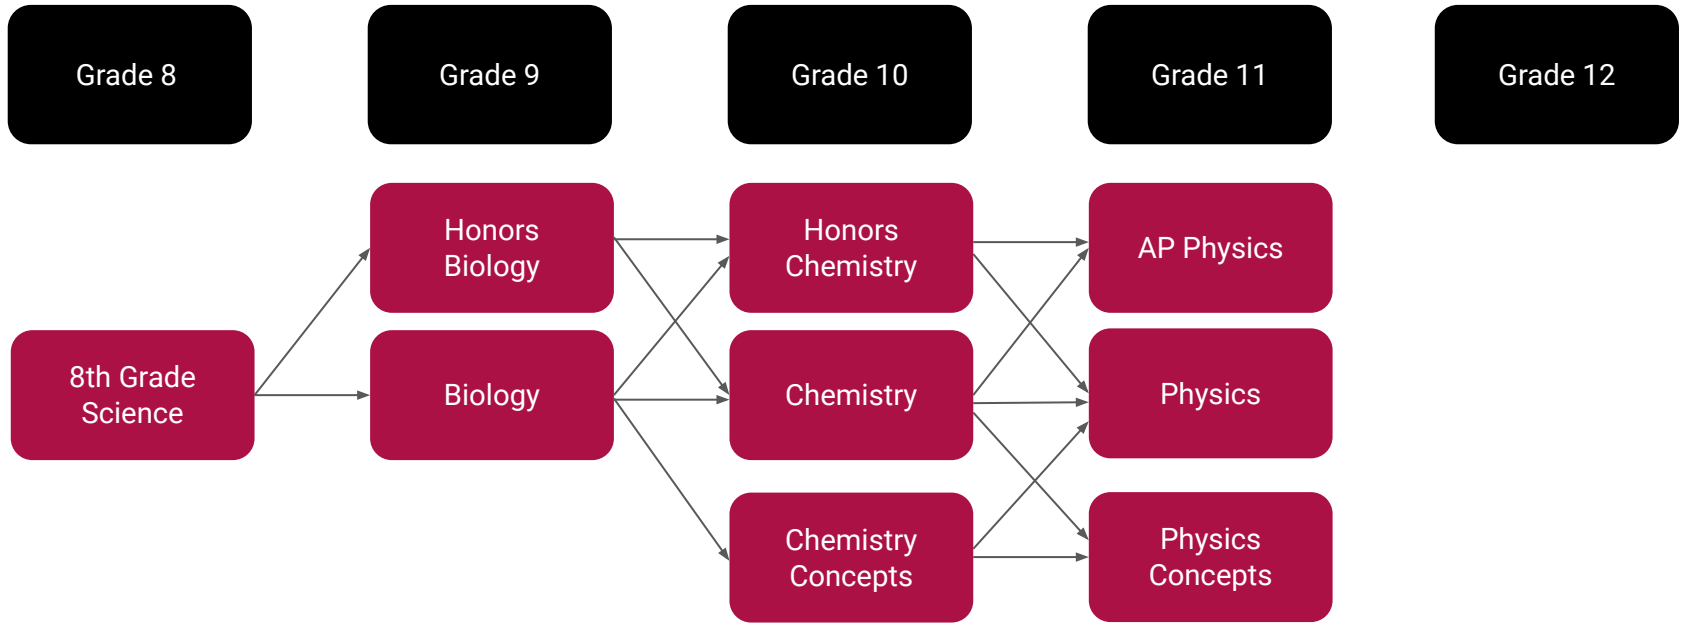 Grade 8
Grade 9
Grade 10
Grade 11
Grade 12
Honors
Biology
Honors
Chemistry
AP Physics
8th Grade
Science
Biology
Chemistry
Physics
Chemistry
Concepts
Physics
Concepts